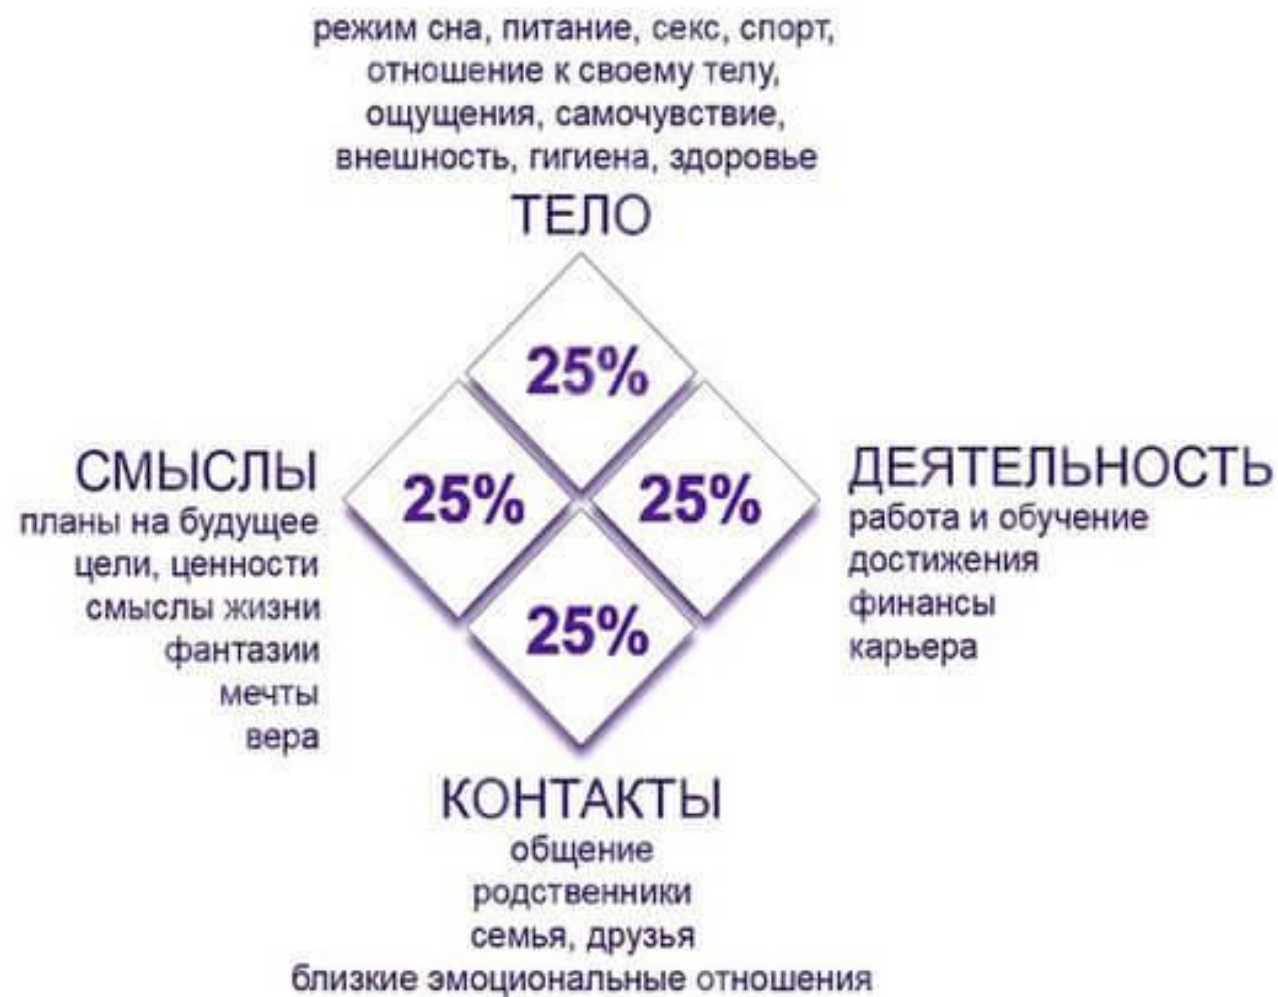 режим сна, питание, секс, спорт,
отношение к своему телу,
ощущения, самочувствие,
внешность, гигиена, здоровье
ТЕЛО
25%
25%
25%
25%
СМЫСЛЫ
планы на будущее
цели, ценности
смыслы жизни
фантазии
мечты
вера
ДЕЯТЕЛЬНОСТЬ
работа и обучение
достижения
финансы
карьера
КОНТАКТЫ
общение
родственники
семья, друзья
близкие эмоциональные отношения